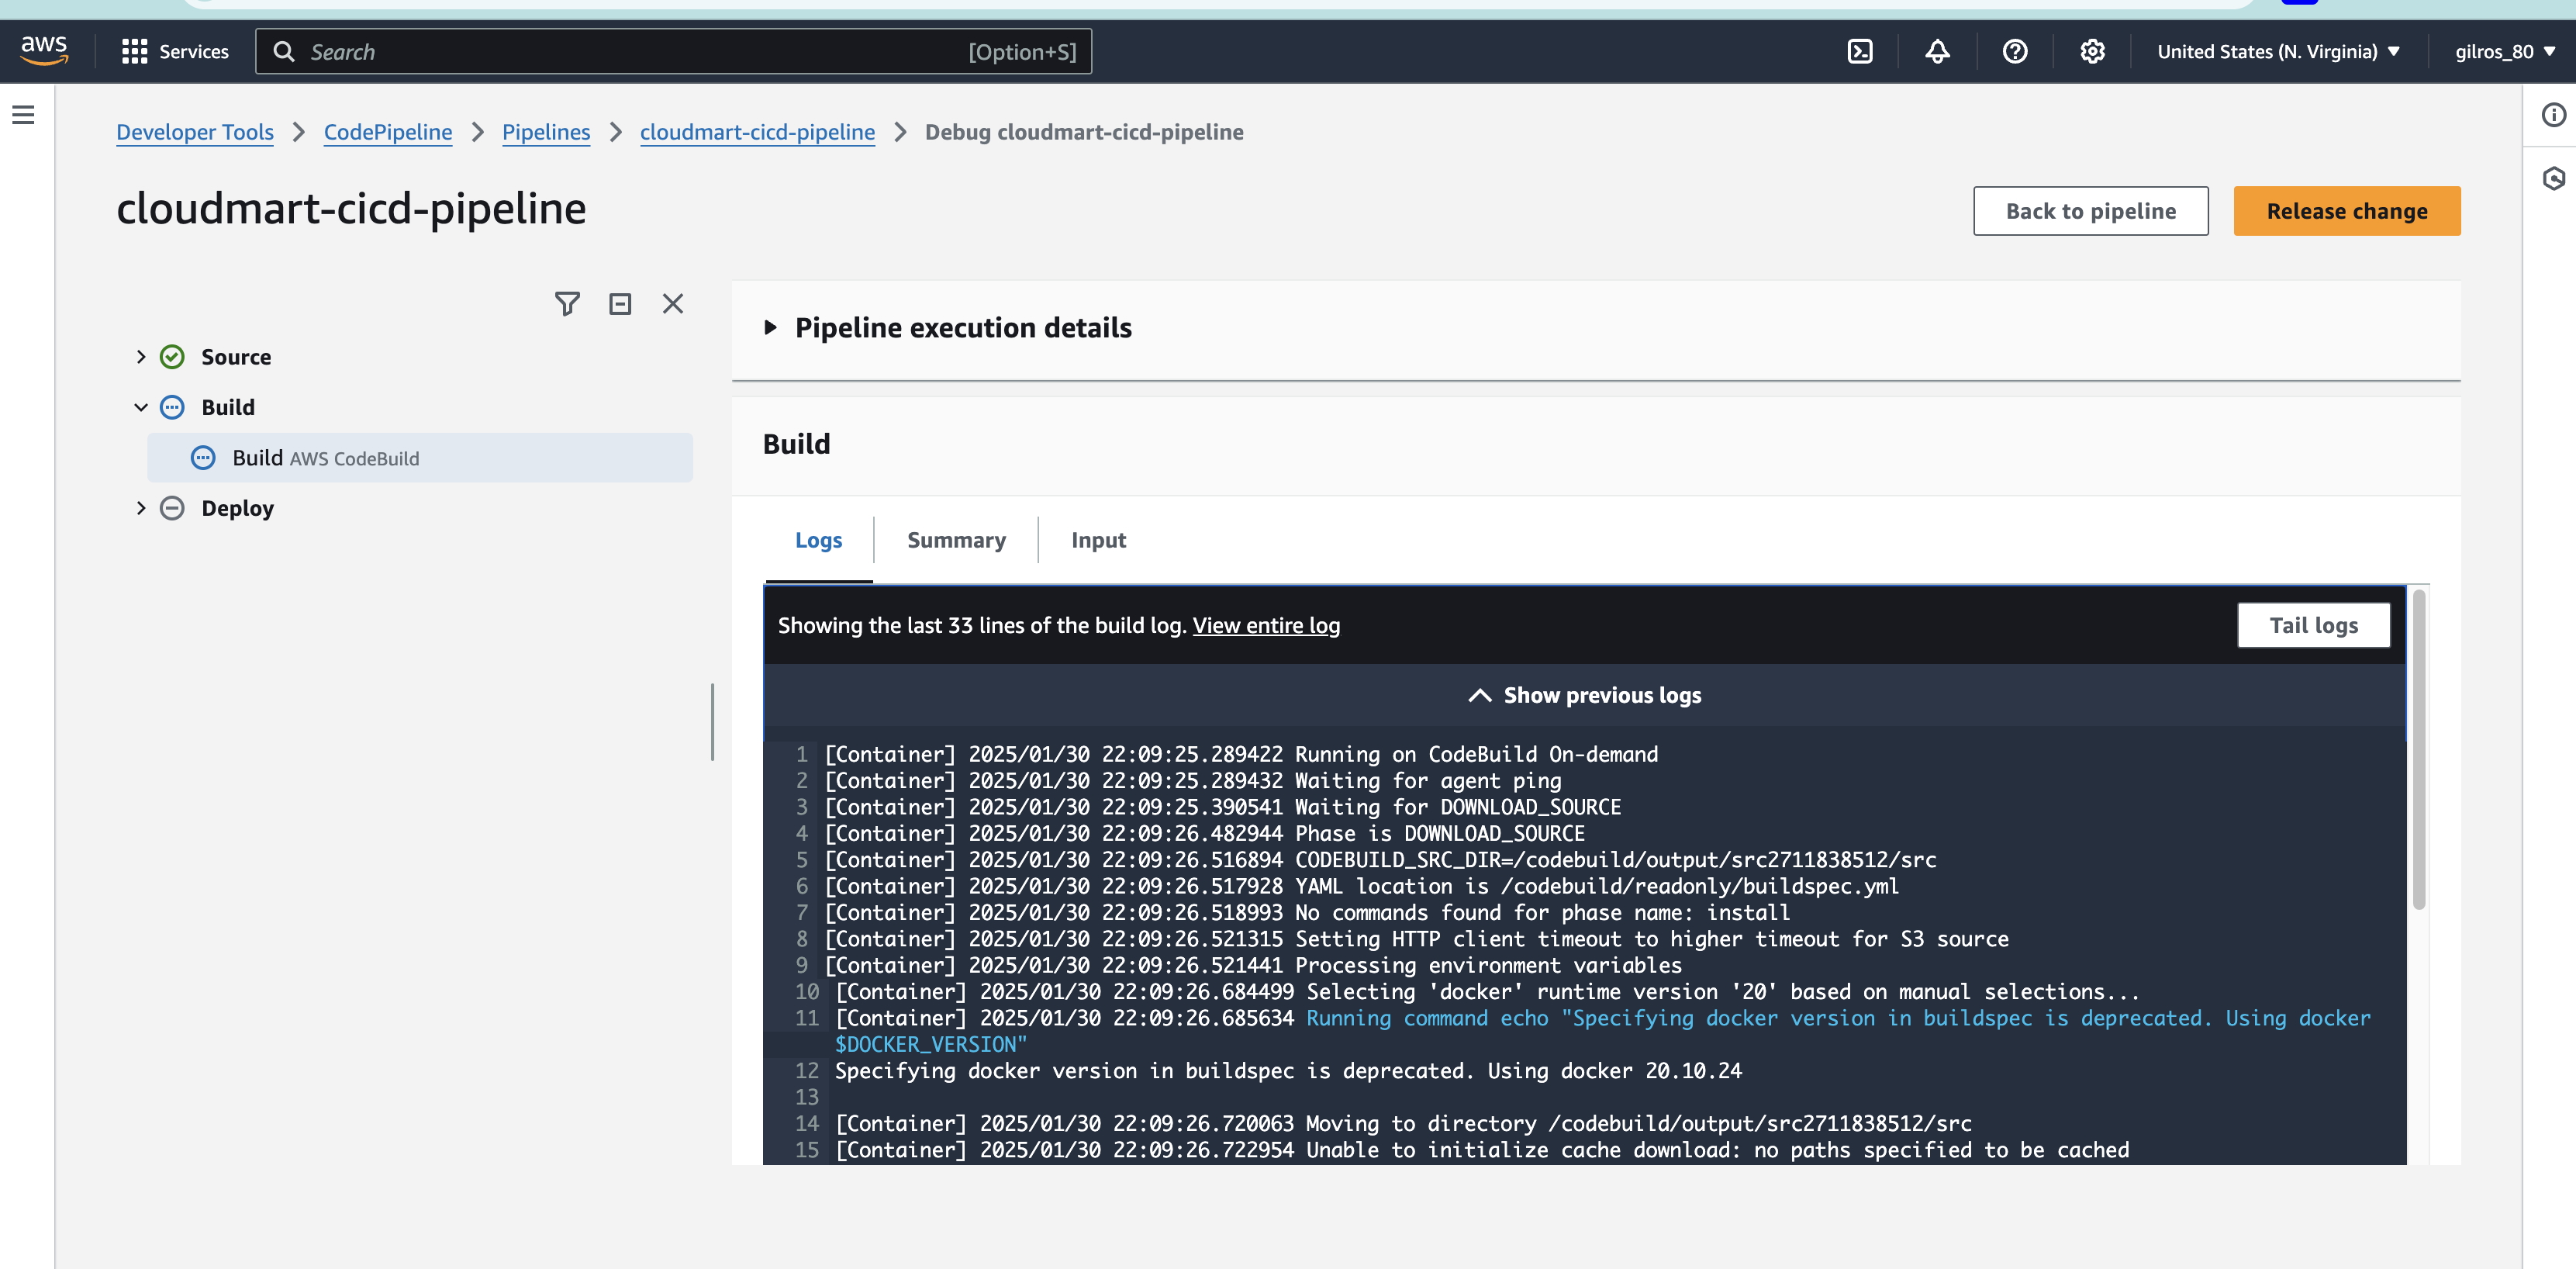 aws
Services
Search
[Option+S]
United States (N. Virginia)
gilros_80
Developer Tools
CodePipeline
Pipelines
cloudmart-cicd-pipeline
Debug cloudmart-cicd-pipeline
cloudmart-cicd-pipeline
Back to pipeline
Release change
Source
Build
Build AWS CodeBuild
Deploy
Pipeline execution details
Build
Logs
Summary
Input
Showing the last 33 lines of the build log. View entire log
Tail logs
Show previous logs
1 [Container] 2025/01/30 22:09:25.289422 Running on CodeBuild On-demand
2 [Container] 2025/01/30 22:09:25.289432 Waiting for agent ping
3 [Container] 2025/01/30 22:09:25.390541 Waiting for DOWNLOAD_SOURCE
4 [Container] 2025/01/30 22:09:26.482944 Phase is DOWNLOAD_SOURCE
5 [Container] 2025/01/30 22:09:26.516894 CODEBUILD_SRC_DIR=/codebuild/output/src2711838512/src
6 [Container] 2025/01/30 22:09:26.517928 YAML location is /codebuild/readonly/buildspec.yml
7 [Container] 2025/01/30 22:09:26.518993 No commands found for phase name: install
8 [Container] 2025/01/30 22:09:26.521315 Setting HTTP client timeout to higher timeout for S3 source
9 [Container] 2025/01/30 22:09:26.521441 Processing environment variables
10 [Container] 2025/01/30 22:09:26.684499 Selecting 'docker' runtime version '20' based on manual selections...
11 [Container] 2025/01/30 22:09:26.685634 Running command echo "Specifying docker version in buildspec is deprecated. Using docker
$DOCKER_VERSION"
12 Specifying docker version in buildspec is deprecated. Using docker 20.10.24
13
14 [Container] 2025/01/30 22:09:26.720063 Moving to directory /codebuild/output/src2711838512/src
15 [Container] 2025/01/30 22:09:26.722954 Unable to initialize cache download: no paths specified to be cached